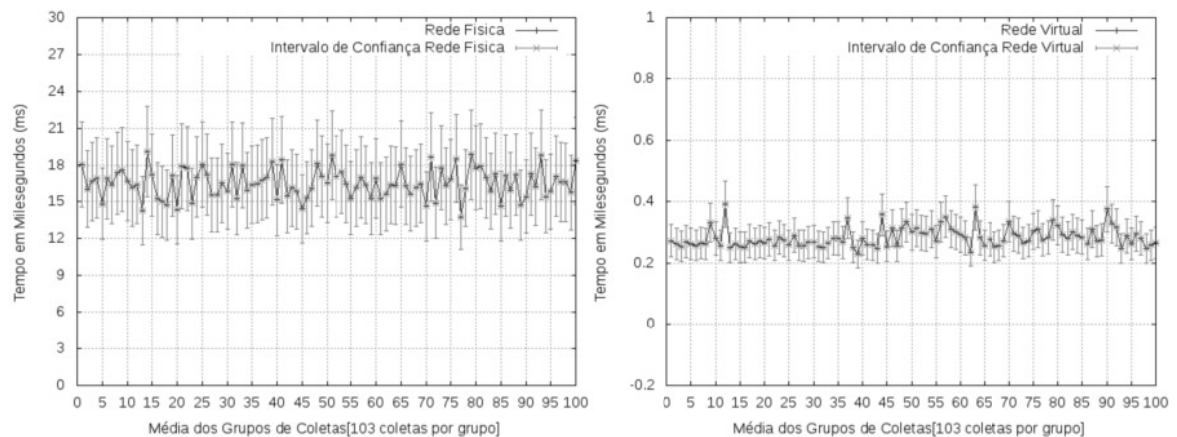 30
27
24
21
18
15
12
9
6
3
0
Tempo em Milesegundos (ms)
Rede Fisica
Intervalo de Confiança Rede Fisica
0 5 10 15 20 25 30 35 40 45 50 55 60 65 70 75 80 85 90 95 100
Média dos Grupos de Coletas[103 coletas por grupo]
1
0.8
0.6
0.4
0.2
0
-0.2
Tempo em Milesegundos (ms)
Rede Virtual
Intervalo de Confiança Rede Virtual
0 5 10 15 20 25 30 35 40 45 50 55 60 65 70 75 80 85 90 95 100
Média dos Grupos de Coletas[103 coletas por grupo]